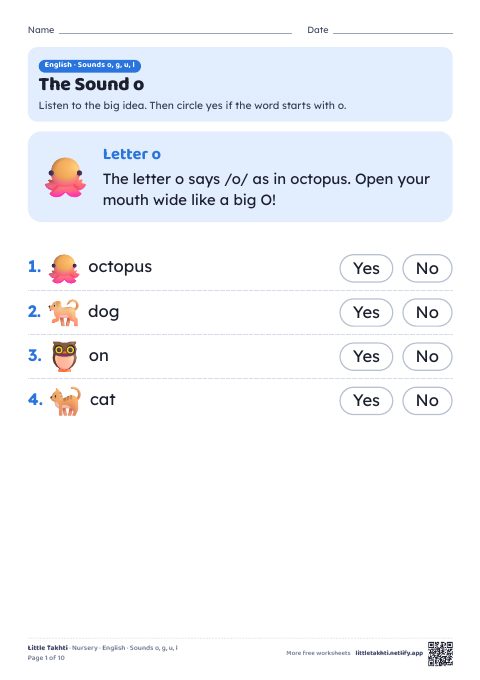 Name
Date
English · Sounds o, g, u, l
The Sound o
Listen to the big idea. Then circle yes if the word starts with o.
Letter o
The letter o says /o/ as in octopus. Open your
mouth wide like a big O!
1. octopus Yes No
2. dog Yes No
3. on Yes No
4. cat Yes No
Little Takhti · Nursery · English · Sounds o, g, u, l
Page 1 of 10
More free worksheets · littletakhti.netlify.app